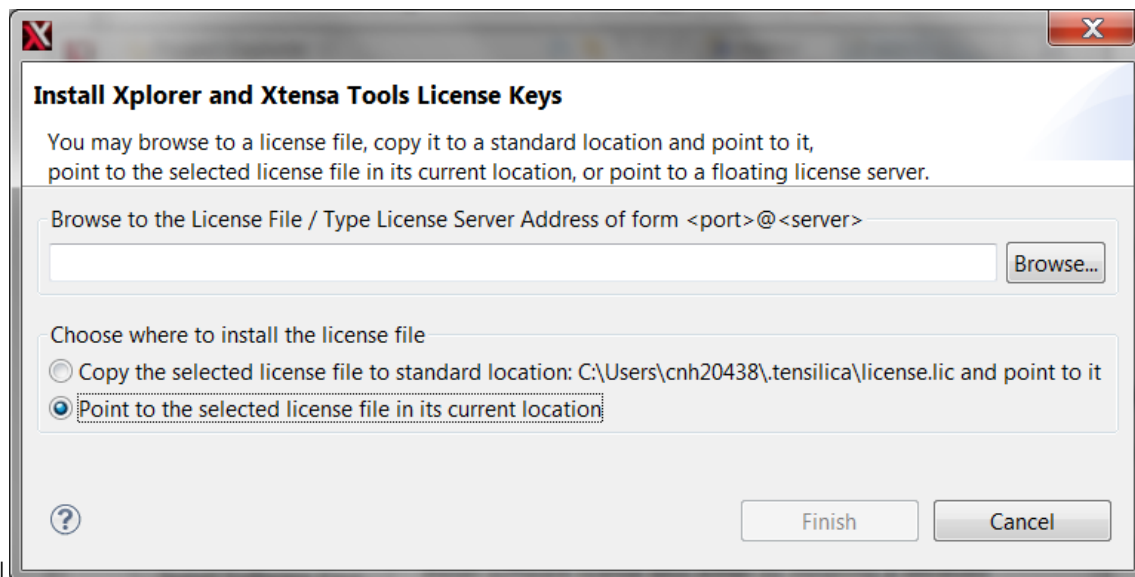 Install Xplorer and Xtensa Tools License Keys
You may browse to a license file, copy it to a standard location and point to it,
point to the selected license file in its current location, or point to a floating license server.
Browse to the License File / Type License Server Address of form <port>@<server>
Browse...
Choose where to install the license file
Copy the selected license file to standard location: C:\Users\cnh20438\.tensilica\license.lic and point to it
Point to the selected license file in its current location
Finish
Cancel